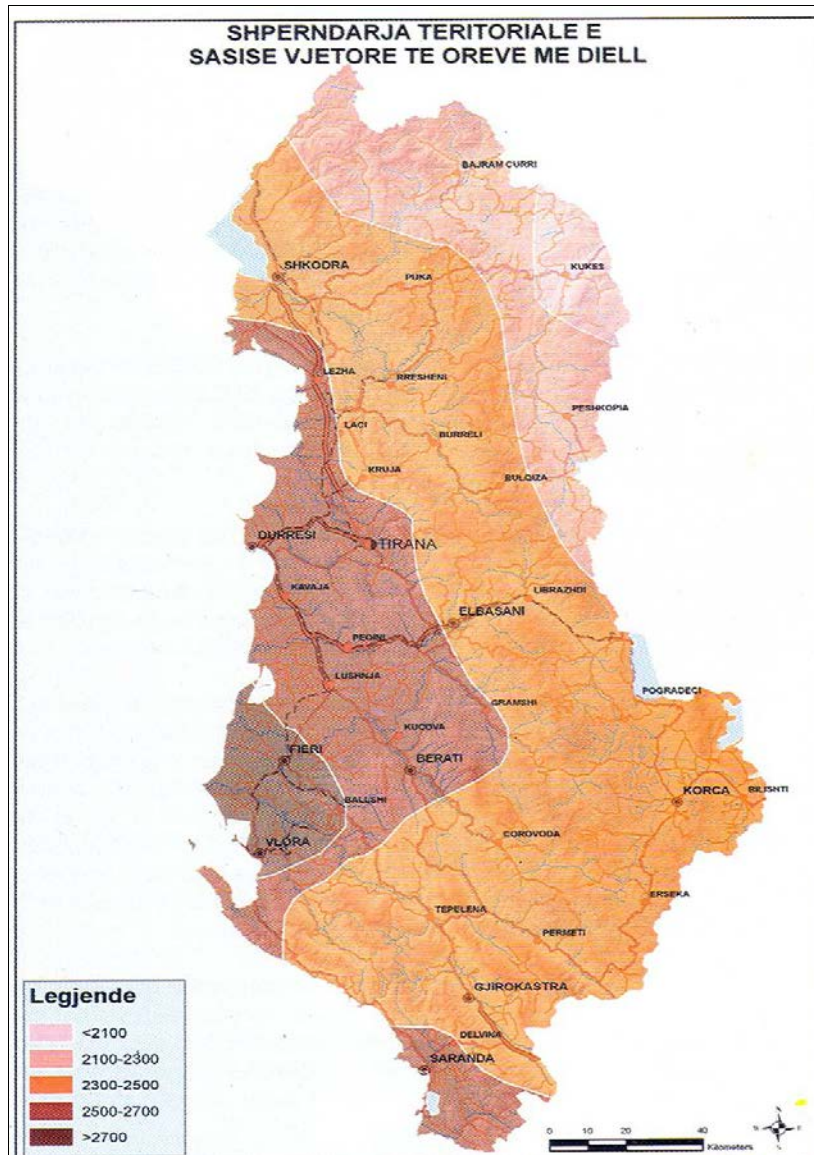 SHPERNDARJA TERITORIALE E
SASISE VJETORE TE OREVE ME DIELL
BAJRAM CURRI
KUKES
SHKODRA
PUKA
LEZHA
RRESHENI
PESHKOPIA
LACI
BURRELI
KRUJA
BULQIZA
DURRESI
TIRANA
KAVAJA
LIBRAZHDI
ELBASANI
PEQINI
LUSHNJA
POGRADECI
GRAMSHI
KUCOVA
FIERI
BERATI
KORCA
BILISHTI
BALLSHI
VLORA
COROVODA
ERSEKA
TEPELENA
PERMETI
GJIROKASTRA
DELVINA
SARANDA
Legjende
<2100
2100-2300
2300-2500
2500-2700
>2700
0 10 20 40
Kilometers